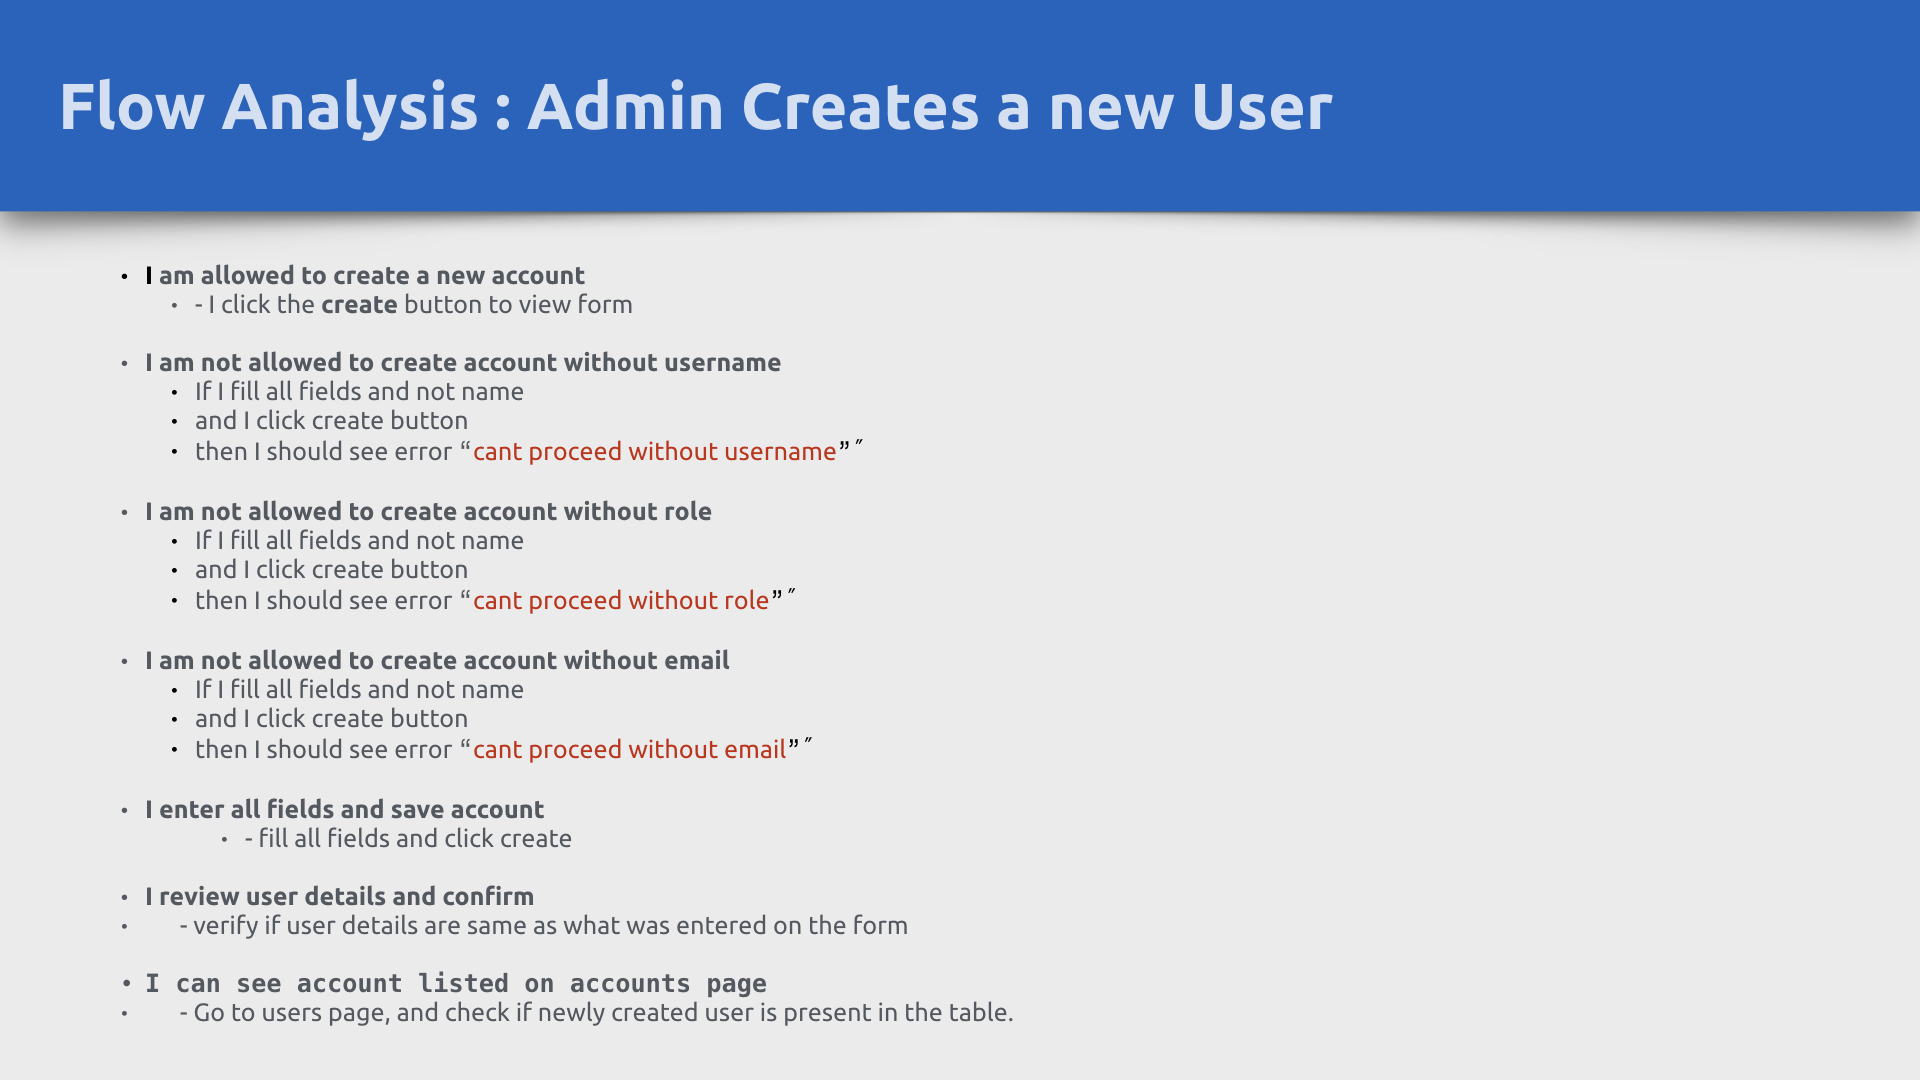 Flow Analysis : Admin Creates a new User
• I am allowed to create a new account
• - I click the create button to view form
• I am not allowed to create account without username
• If I fill all fields and not name
• and I click create button
• then I should see error “cant proceed without username” ˝
• I am not allowed to create account without role
• If I fill all fields and not name
• and I click create button
• then I should see error “cant proceed without role” ˝
• I am not allowed to create account without email
• If I fill all fields and not name
• and I click create button
• then I should see error “cant proceed without email” ˝
• I enter all fields and save account
• - fill all fields and click create
• I review user details and confirm
• - verify if user details are same as what was entered on the form
• I can see account listed on accounts page
• - Go to users page, and check if newly created user is present in the table.